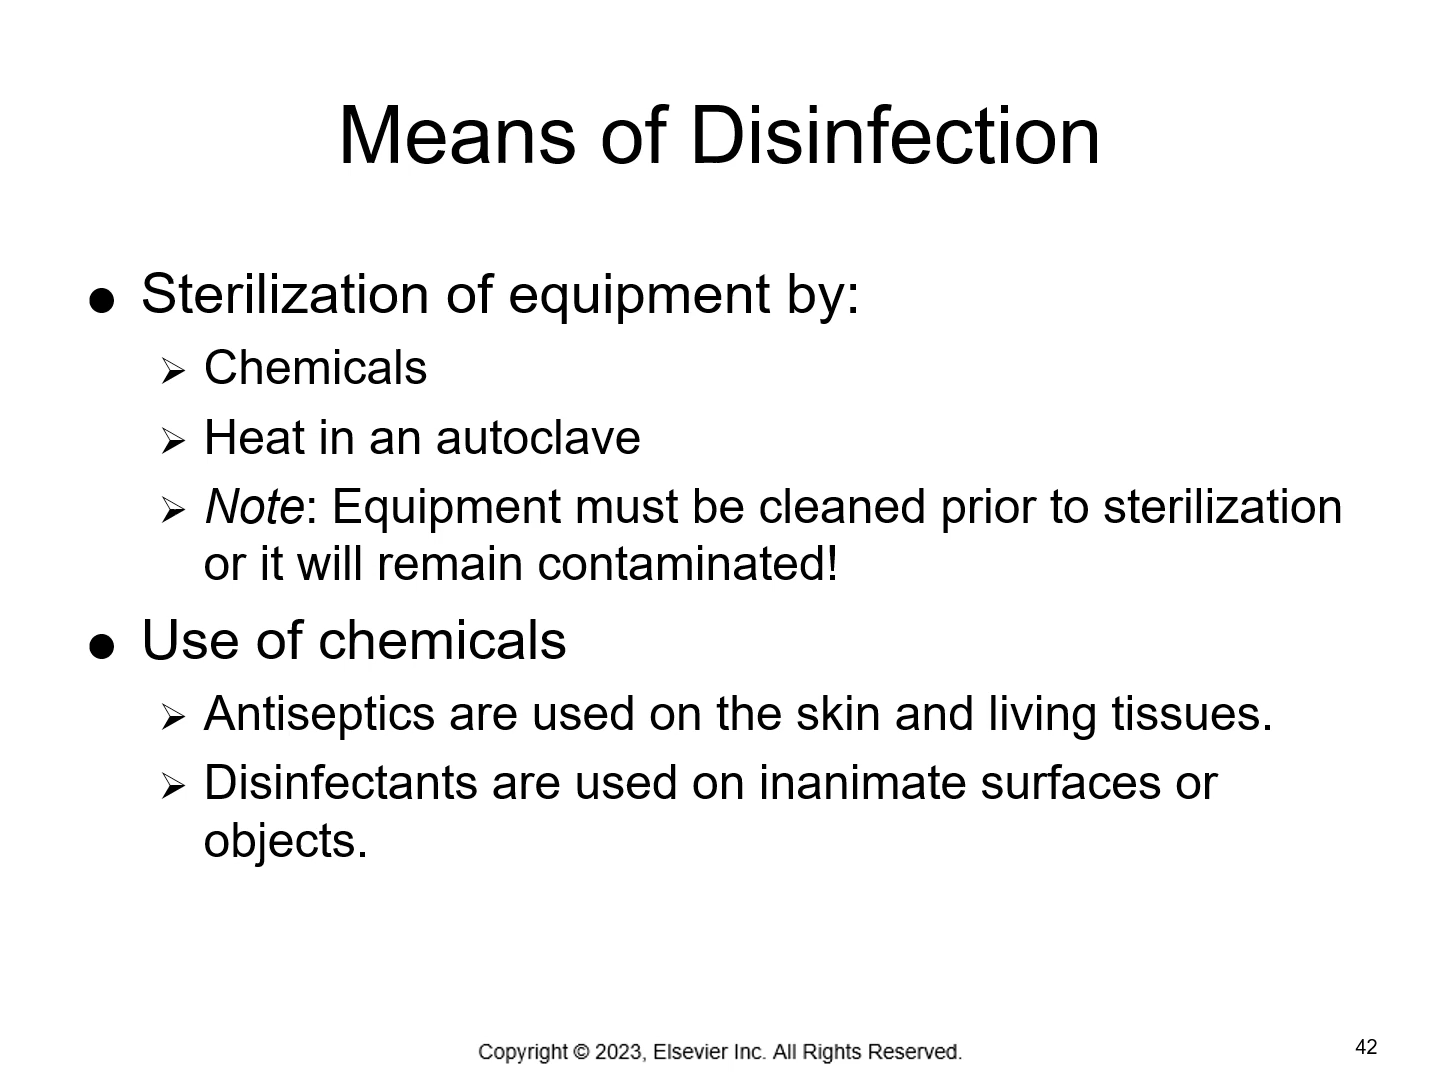 Means of Disinfection
● Sterilization of equipment by:
➢ Chemicals
➢ Heat in an autoclave
➢ Note: Equipment must be cleaned prior to sterilization
or it will remain contaminated!
● Use of chemicals
➢ Antiseptics are used on the skin and living tissues.
➢ Disinfectants are used on inanimate surfaces or
objects.
Copyright © 2023, Elsevier Inc. All Rights Reserved.
42